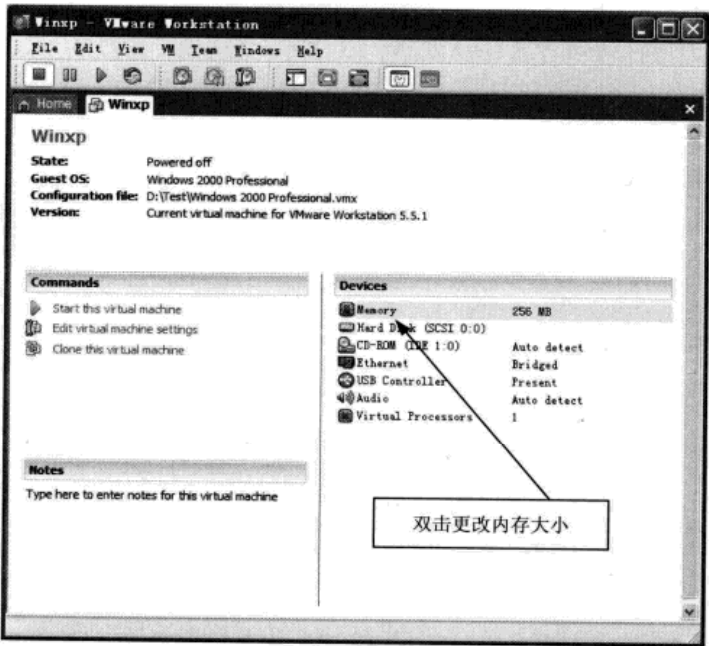 Winxp - VMware Workstation
File Edit View VM Team Windows Help
Home Winxp
Winxp
State: Powered off
Guest OS: Windows 2000 Professional
Configuration file: D:\Test\Windows 2000 Professional.vmx
Version: Current virtual machine for VMware Workstation 5.5.1
Commands
Start this virtual machine
Edit virtual machine settings
Clone this virtual machine
Devices
Memory 256 MB
Hard Disk (SCSI 0:0)
CD-ROM (IDE 1:0) Auto detect
Ethernet Bridged
USB Controller Present
Audio Auto detect
Virtual Processors 1
Notes
Type here to enter notes for this virtual machine
双击更改内存大小